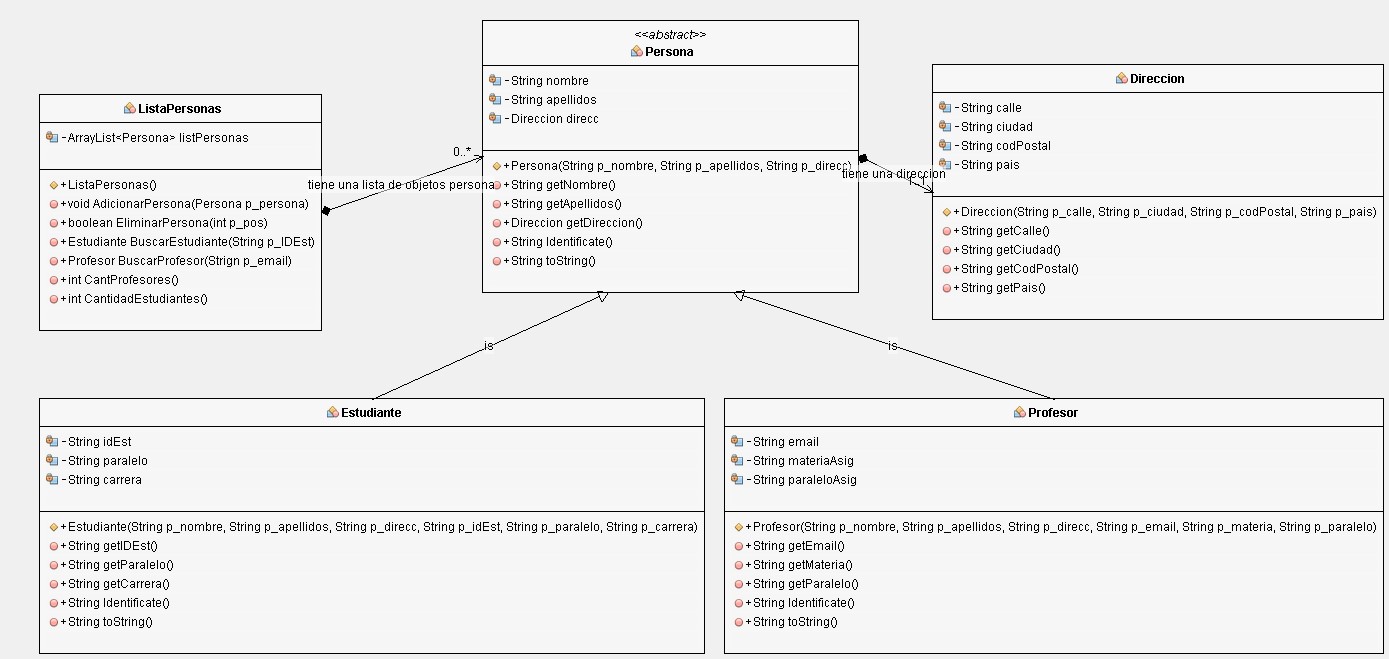 <<abstract>>
Persona
-String nombre
-String apellidos
-Direccion direcc
+Persona(String p_nombre, String p_apellidos, String p_direcc)
+String getNombre()
+String getApellidos()
+Direccion getDireccion()
+String Identificate()
+String toString()
ListaPersonas
-ArrayList<Persona> listPersonas
+ListaPersonas()
+void AdicionarPersona(Persona p_persona)
+boolean EliminarPersona(int p_pos)
+Estudiante BuscarEstudiante(String p_IDEst)
+Profesor BuscarProfesor(Strign p_email)
+int CantProfesores()
+int CantidadEstudiantes()
0..*
tiene una lista de objetos persona
tiene una direccion
Direccion
-String calle
-String ciudad
-String codPostal
-String pais
+Direccion(String p_calle, String p_ciudad, String p_codPostal, String p_pais)
+String getCalle()
+String getCiudad()
+String getCodPostal()
+String getPais()
is
is
Estudiante
-String idEst
-String paralelo
-String carrera
+Estudiante(String p_nombre, String p_apellidos, String p_direcc, String p_idEst, String p_paralelo, String p_carrera)
+String getIDEst()
+String getParalelo()
+String getCarrera()
+String Identificate()
+String toString()
Profesor
-String email
-String materiaAsig
-String paraleloAsig
+Profesor(String p_nombre, String p_apellidos, String p_direcc, String p_email, String p_materia, String p_paralelo)
+String getEmail()
+String getMateria()
+String getParalelo()
+String Identificate()
+String toString()